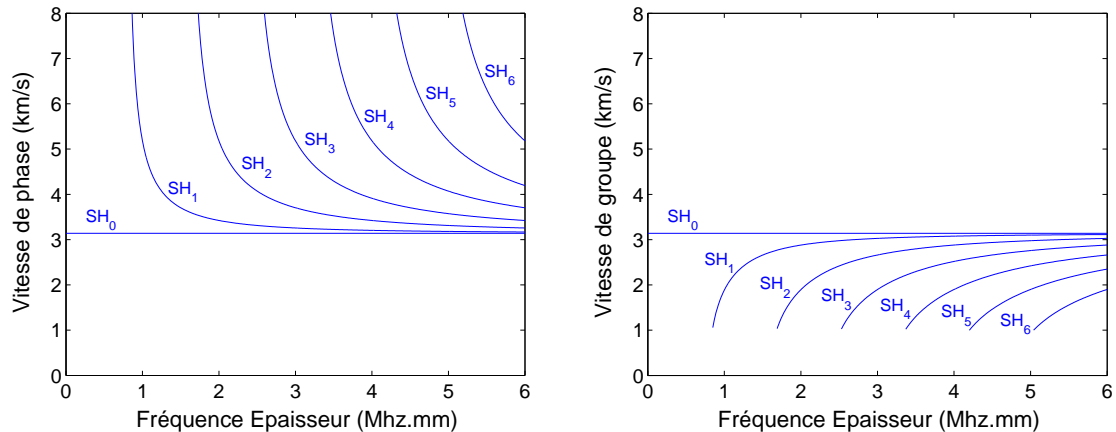 8
7
6
5
4
3
2
1
0
0 1 2 3 4 5 6
Vitesse de phase (km/s)
Fréquence Epaisseur (Mhz.mm)
SH0
SH1
SH2
SH3
SH4
SH5
SH6
8
7
6
5
4
3
2
1
0
0 1 2 3 4 5 6
Vitesse de groupe (km/s)
Fréquence Epaisseur (Mhz.mm)
SH0
SH1
SH2
SH3
SH4
SH5
SH6